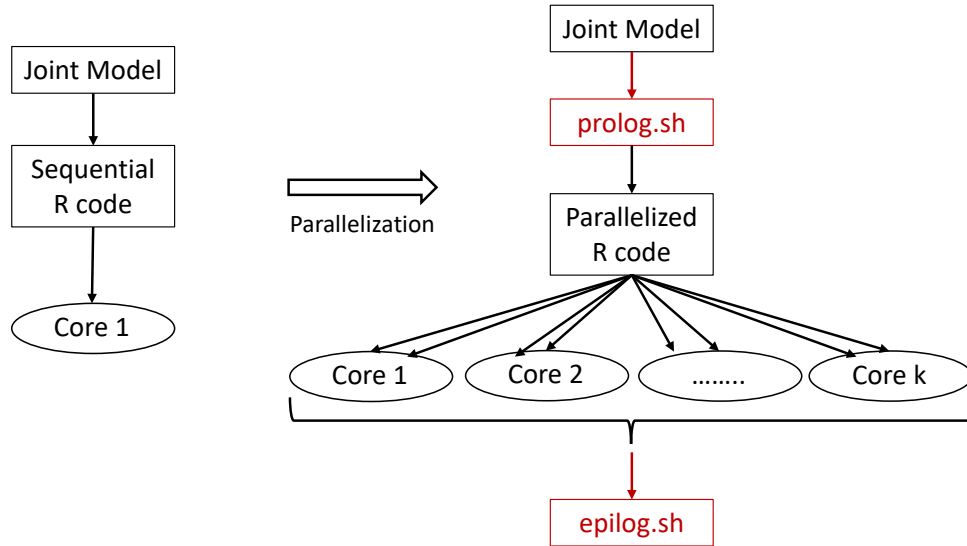 Joint Model
Sequential
R code
Core 1
Parallelization
Joint Model
prolog.sh
Parallelized
R code
Core 1
Core 2
........
Core k
epilog.sh